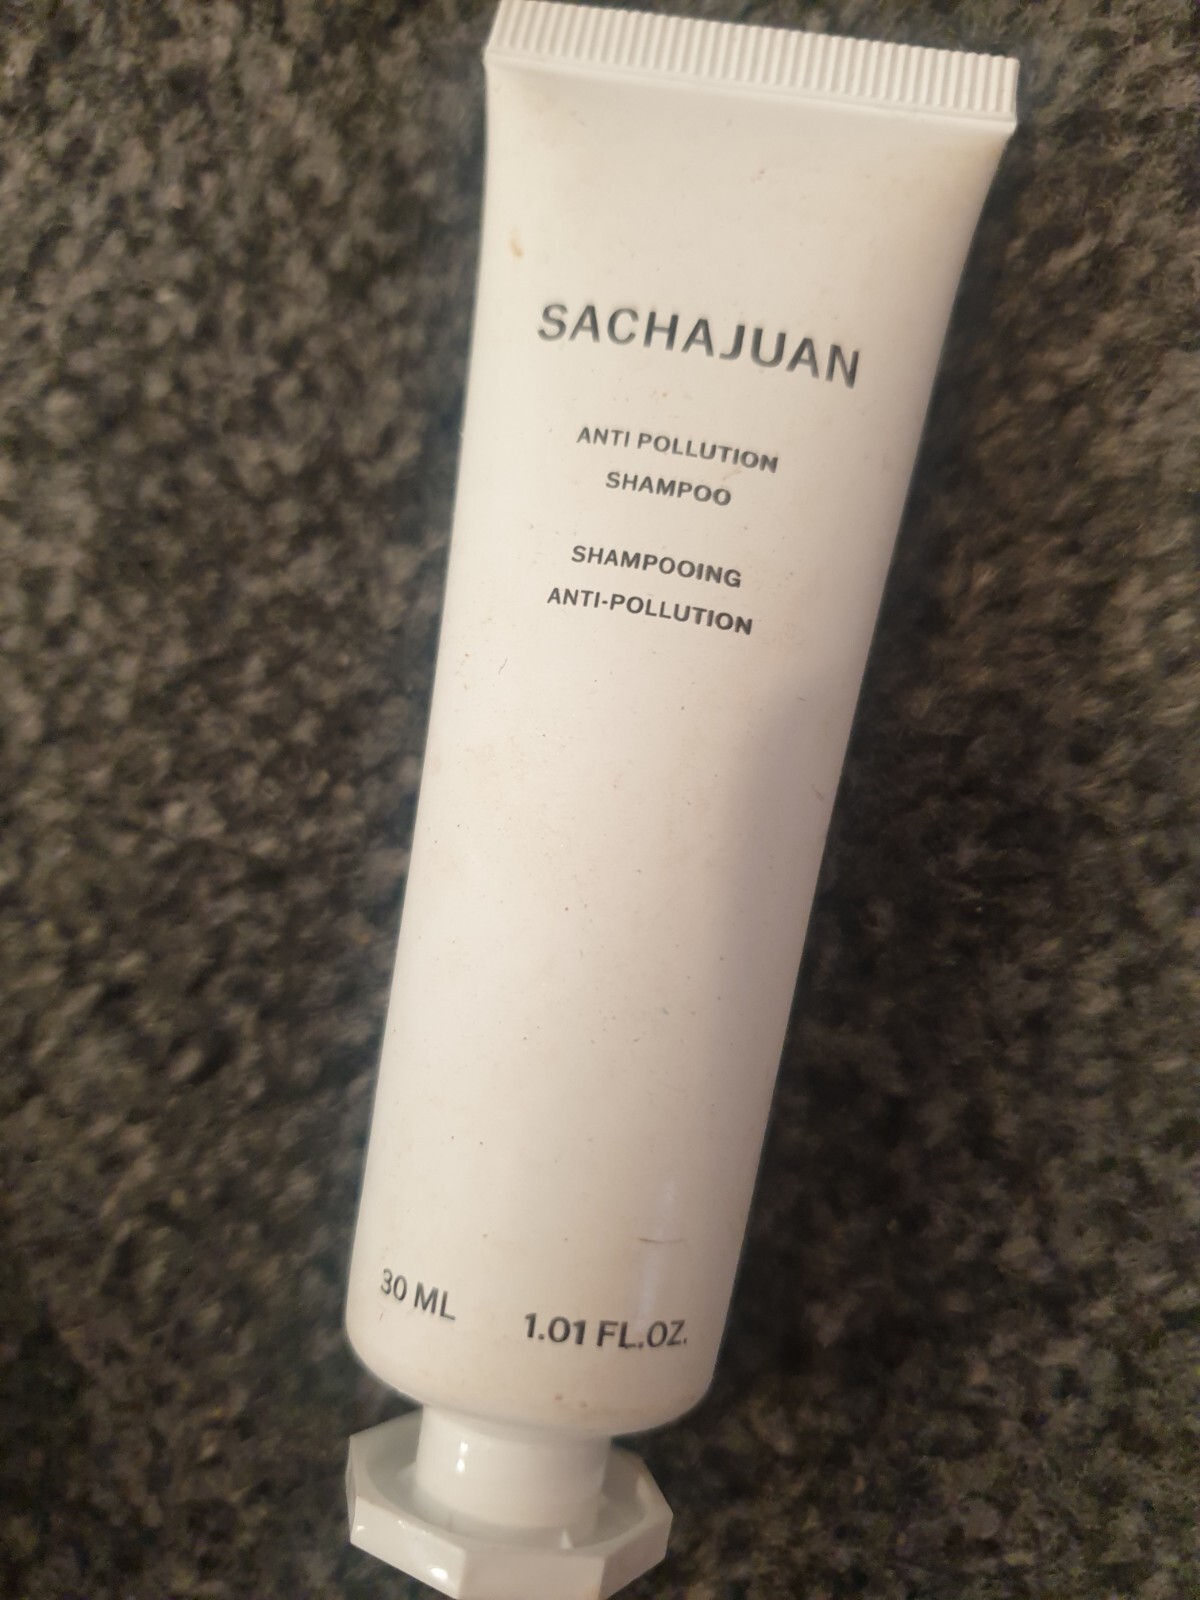 SACHAJUAN
ANTI POLLUTION
SHAMPOO
SHAMPOOING
ANTI-POLLUTION
30 ML 1.01 FL.OZ.